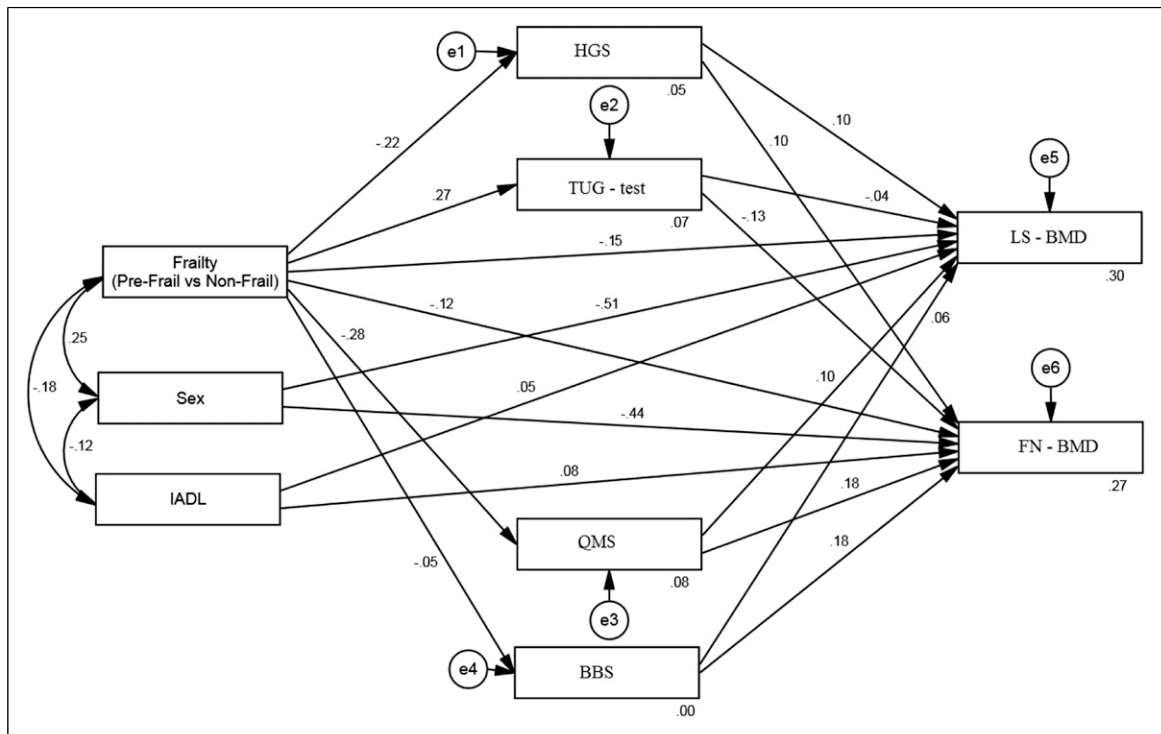 e1
HGS
.05
e2
-.22
.10
.10
e5
TUG - test
.27
.07
-.04
-.13
LS - BMD
.30
-.15
Frailty
(Pre-Frail vs Non-Frail)
-.51
-.12
.06
.25
-.28
-.18
Sex
.05
.10
e6
-.44
FN - BMD
.27
-.12
IADL
.08
.18
QMS
.08
.18
-.05
e3
e4
BBS
.00